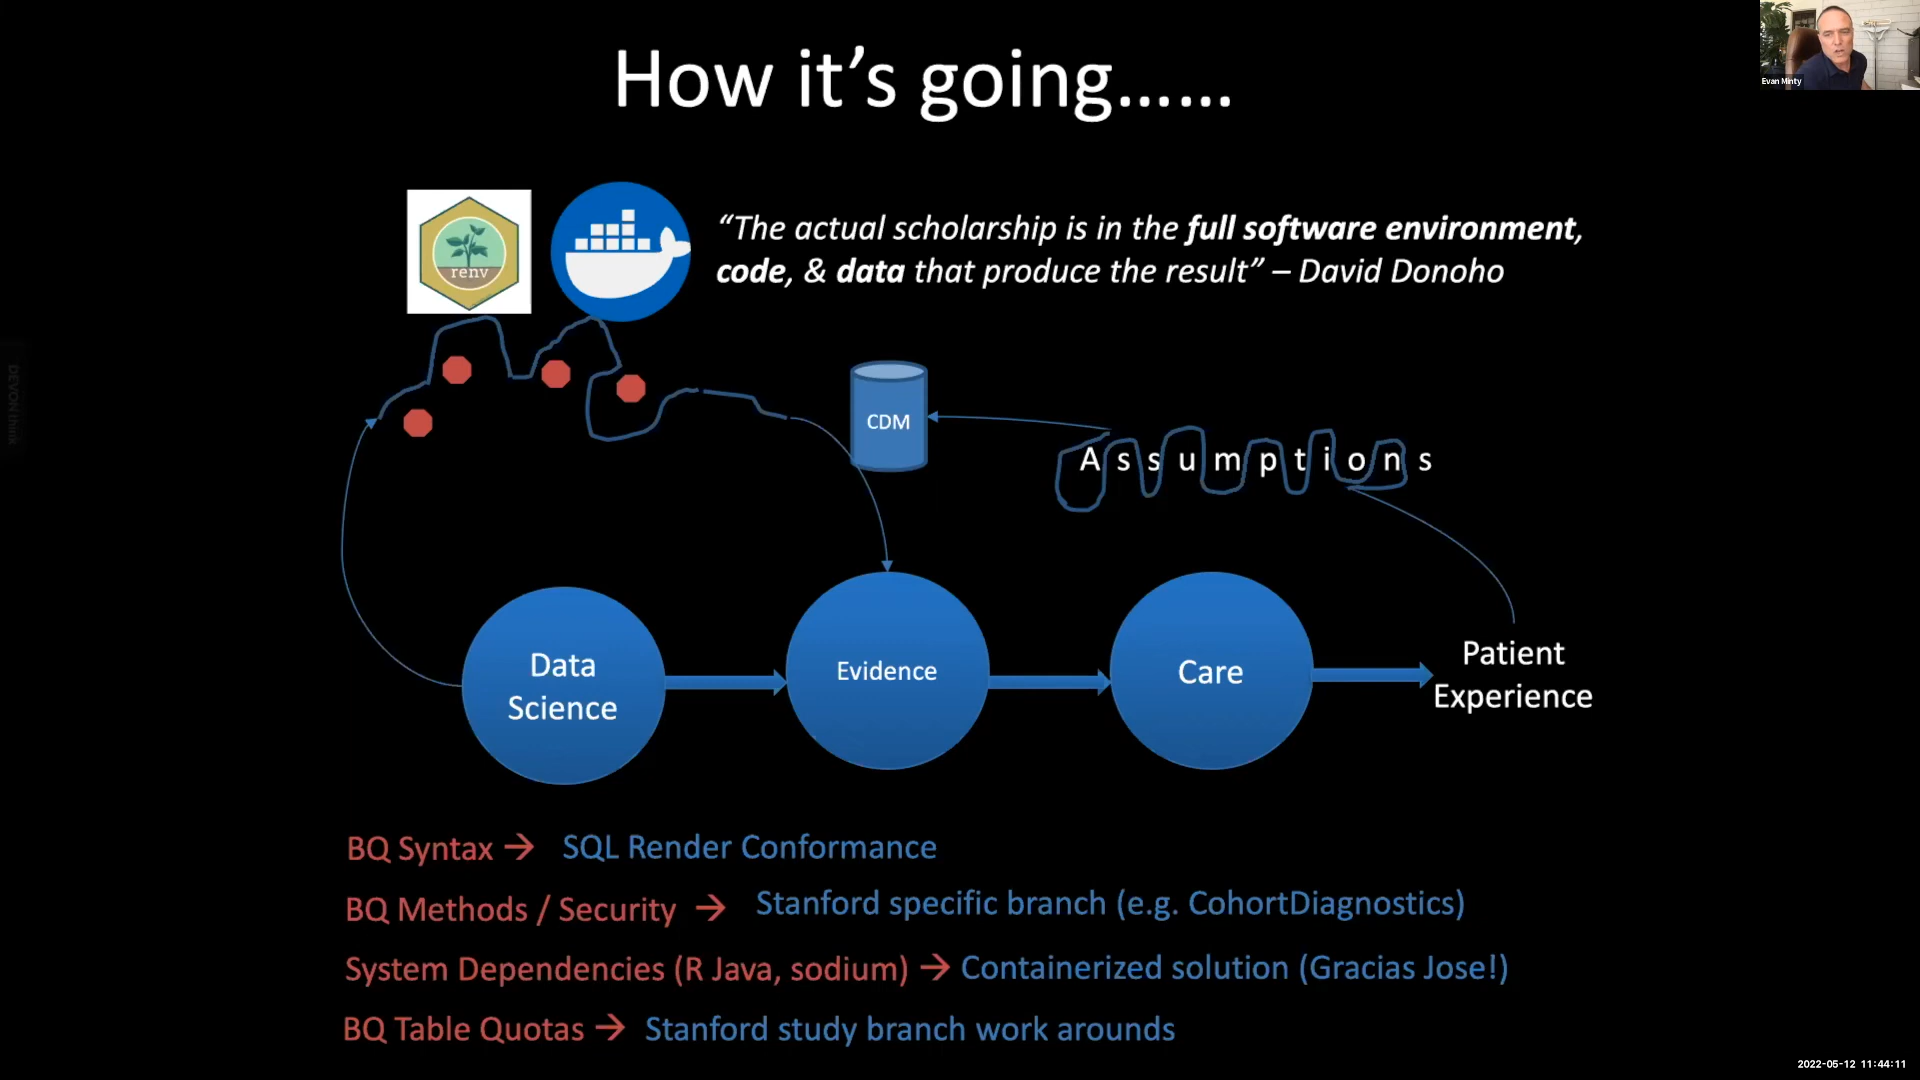 How it's going......
Evan Minty
renv
“The actual scholarship is in the full software environment,
code, & data that produce the result” – David Donoho
DEVONthink
CDM
Assumptions
Data
Science
Evidence
Care
Patient
Experience
BQ Syntax → SQL Render Conformance
BQ Methods / Security → Stanford specific branch (e.g. CohortDiagnostics)
System Dependencies (R Java, sodium) → Containerized solution (Gracias Jose!)
BQ Table Quotas → Stanford study branch work arounds
2022-05-12 11:44:11